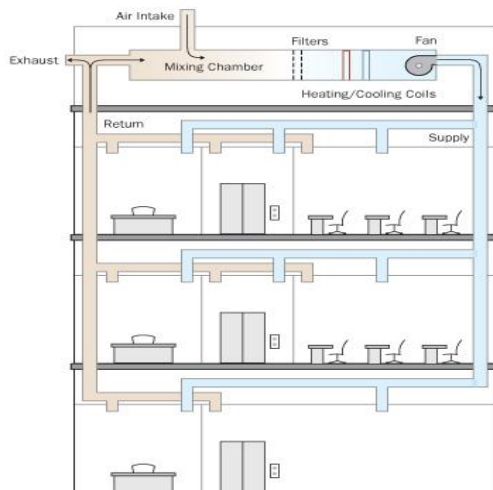 Air Intake
Exhaust
Mixing Chamber
Filters
Fan
Heating/Cooling Coils
Return
Supply